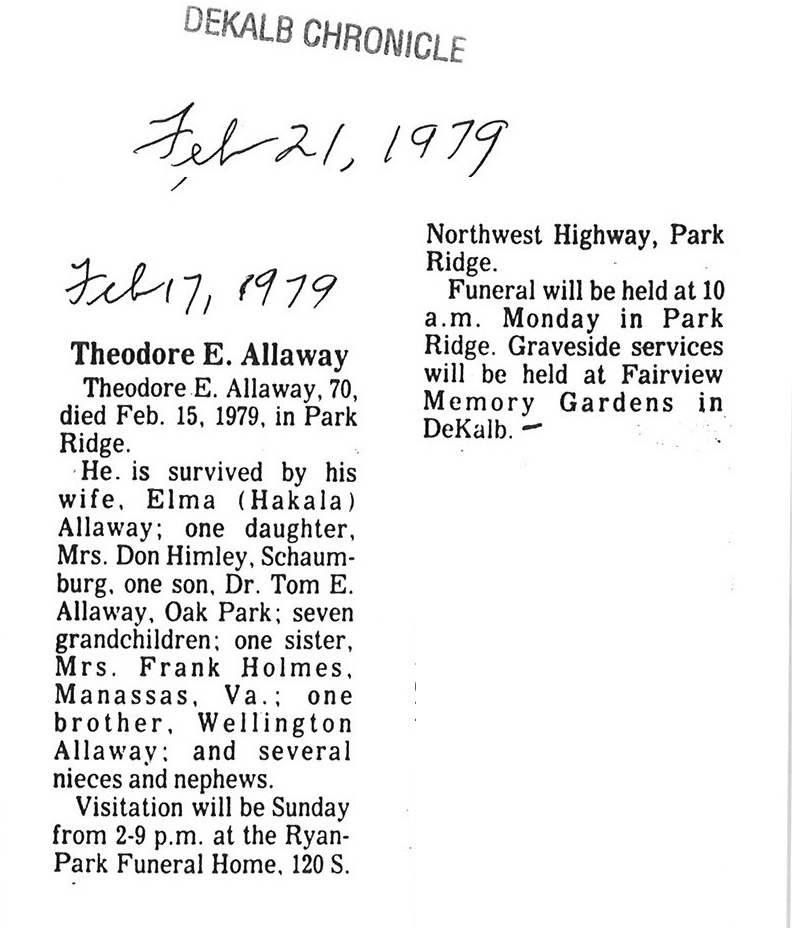 DEKALB CHRONICLE
Feb 21, 1979
Feb 17, 1979
Theodore E. Allaway
Theodore E. Allaway, 70,
died Feb. 15, 1979, in Park
Ridge.
He is survived by his
wife, Elma (Hakala)
Allaway; one daughter,
Mrs. Don Himley, Schaum-
burg, one son, Dr. Tom E.
Allaway, Oak Park; seven
grandchildren; one sister,
Mrs. Frank Holmes,
Manassas, Va.; one
brother, Wellington
Allaway; and several
nieces and nephews.
Visitation will be Sunday
from 2-9 p.m. at the Ryan-
Park Funeral Home, 120 S.
Northwest Highway, Park
Ridge.
Funeral will be held at 10
a.m. Monday in Park
Ridge. Graveside services
will be held at Fairview
Memory Gardens in
DeKalb.